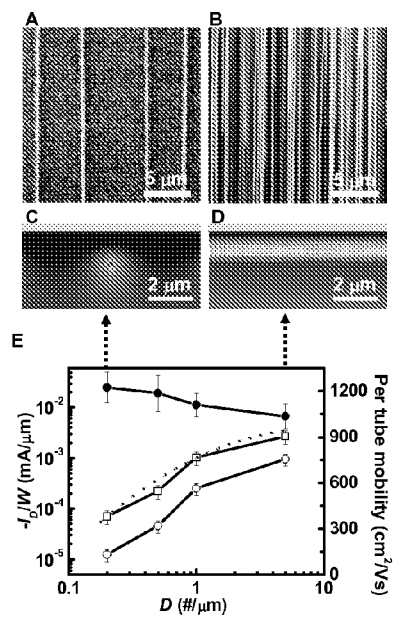 A
B
5 μm
5 μm
C
D
2 μm
2 μm
E
10⁻²
10⁻³
10⁻⁴
10⁻⁵
-I_D/W (mA/μm)
1200
900
600
300
0
Per tube mobility (cm²/Vs)
0.1
1
10
D (#/μm)